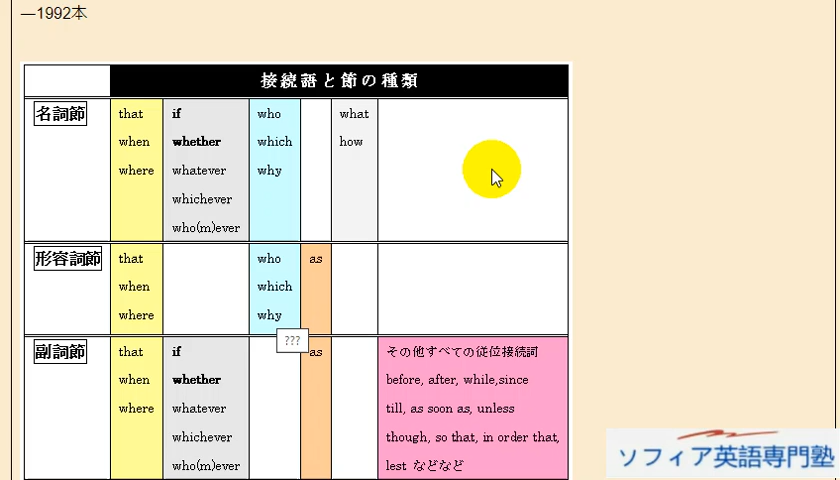 —1992本
接続語と節の種類
名詞節 that if who what
when whether which how
where whatever why
whichever
who(m)ever
形容詞節 that who as
when which
where why
???
副詞節 that if as その他すべての従位接続詞
when whether before, after, while,since
where whatever till, as soon as, unless
whichever though, so that, in order that,
who(m)ever lest などなど
ソフィア英語専門塾